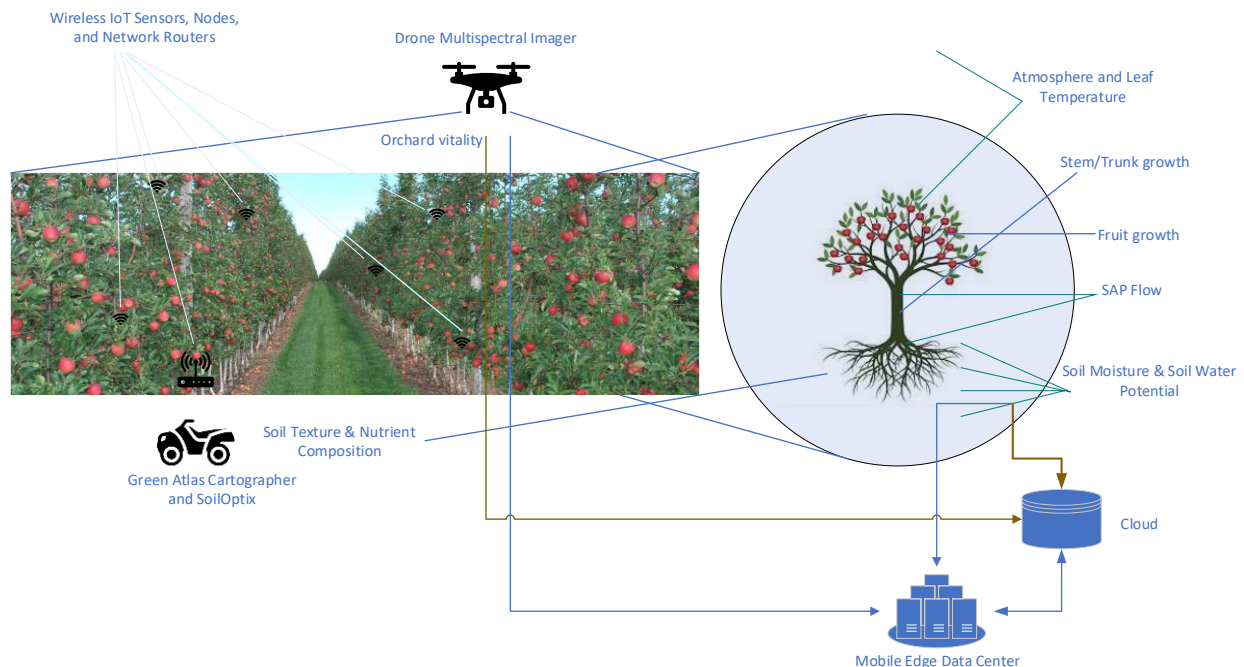 Wireless IoT Sensors, Nodes,
and Network Routers
Drone Multispectral Imager
Atmosphere and Leaf
Temperature
Orchard vitality
Stem/Trunk growth
Fruit growth
SAP Flow
Soil Moisture & Soil Water
Potential
Soil Texture & Nutrient
Composition
Green Atlas Cartographer
and SoilOptix
Cloud
Mobile Edge Data Center